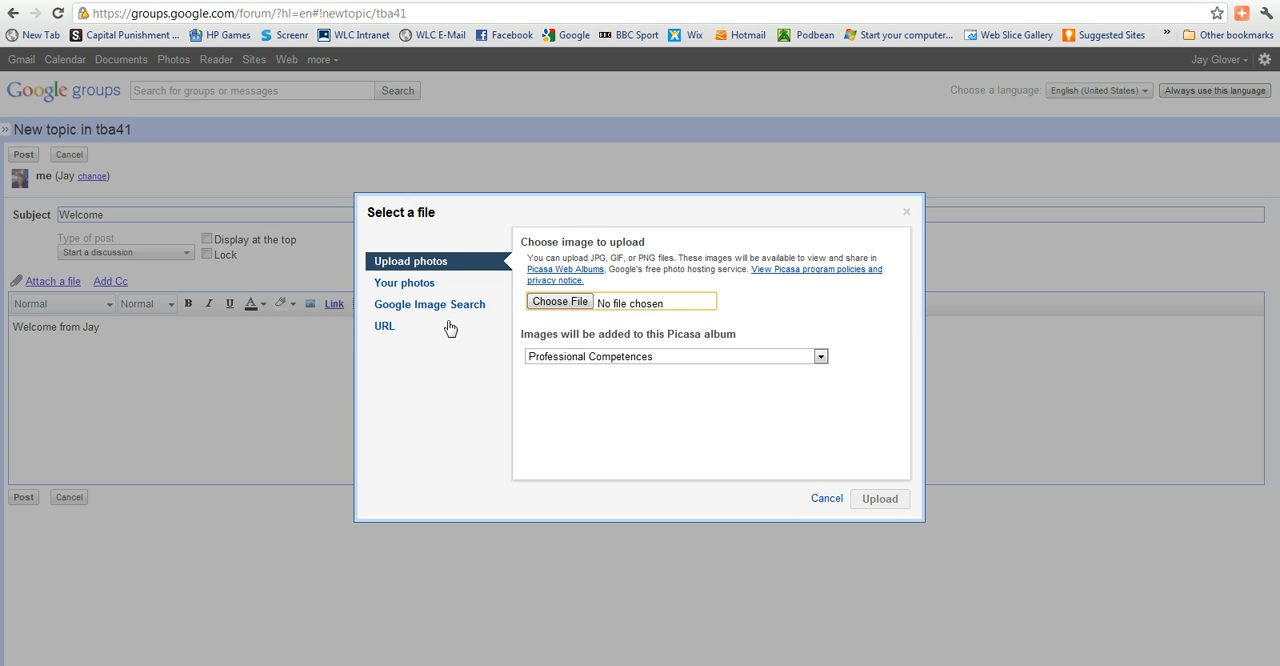 https://groups.google.com/forum/?hl=en#!newtopic/tba41
New Tab Capital Punishment ... HP Games Screenr WLC Intranet WLC E-Mail Facebook Google BBC Sport Wix Hotmail Podbean Start your computer... Web Slice Gallery Suggested Sites » Other bookmarks
Gmail Calendar Documents Photos Reader Sites Web more Jay Glover
Google groups Search for groups or messages Search Choose a language: English (United States) Always use this language
» New topic in tba41
Post Cancel
me (Jay change)
Subject Welcome
Type of post
Display at the top
Start a discussion Lock
Attach a file Add Cc
Normal Normal B I U A Link
Welcome from Jay
Post Cancel
Select a file ×
Upload photos
Your photos
Google Image Search
URL
Choose image to upload
You can upload JPG, GIF, or PNG files. These images will be available to view and share in
Picasa Web Albums, Google's free photo hosting service. View Picasa program policies and
privacy notice.
Choose File No file chosen
Images will be added to this Picasa album
Professional Competences
Cancel Upload